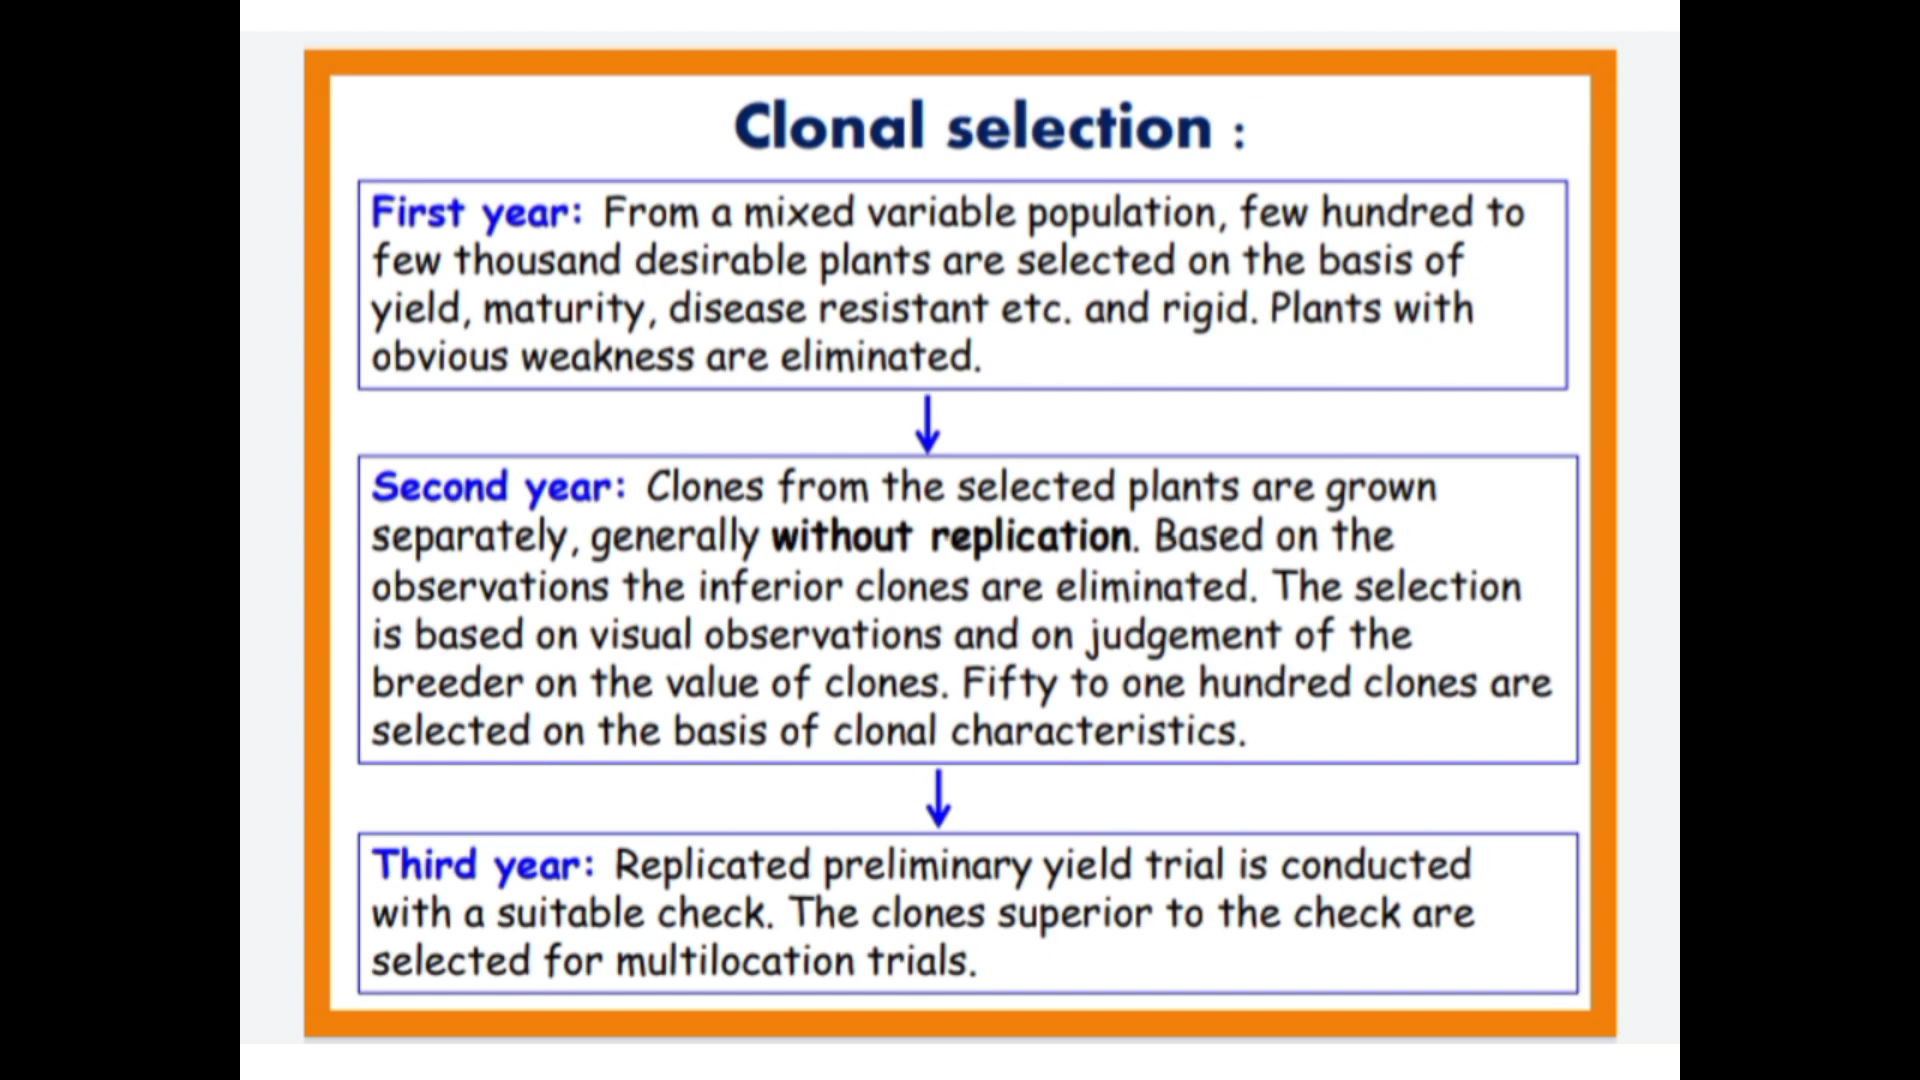 Clonal selection :
First year: From a mixed variable population, few hundred to
few thousand desirable plants are selected on the basis of
yield, maturity, disease resistant etc. and rigid. Plants with
obvious weakness are eliminated.
Second year: Clones from the selected plants are grown
separately, generally without replication. Based on the
observations the inferior clones are eliminated. The selection
is based on visual observations and on judgement of the
breeder on the value of clones. Fifty to one hundred clones are
selected on the basis of clonal characteristics.
Third year: Replicated preliminary yield trial is conducted
with a suitable check. The clones superior to the check are
selected for multilocation trials.